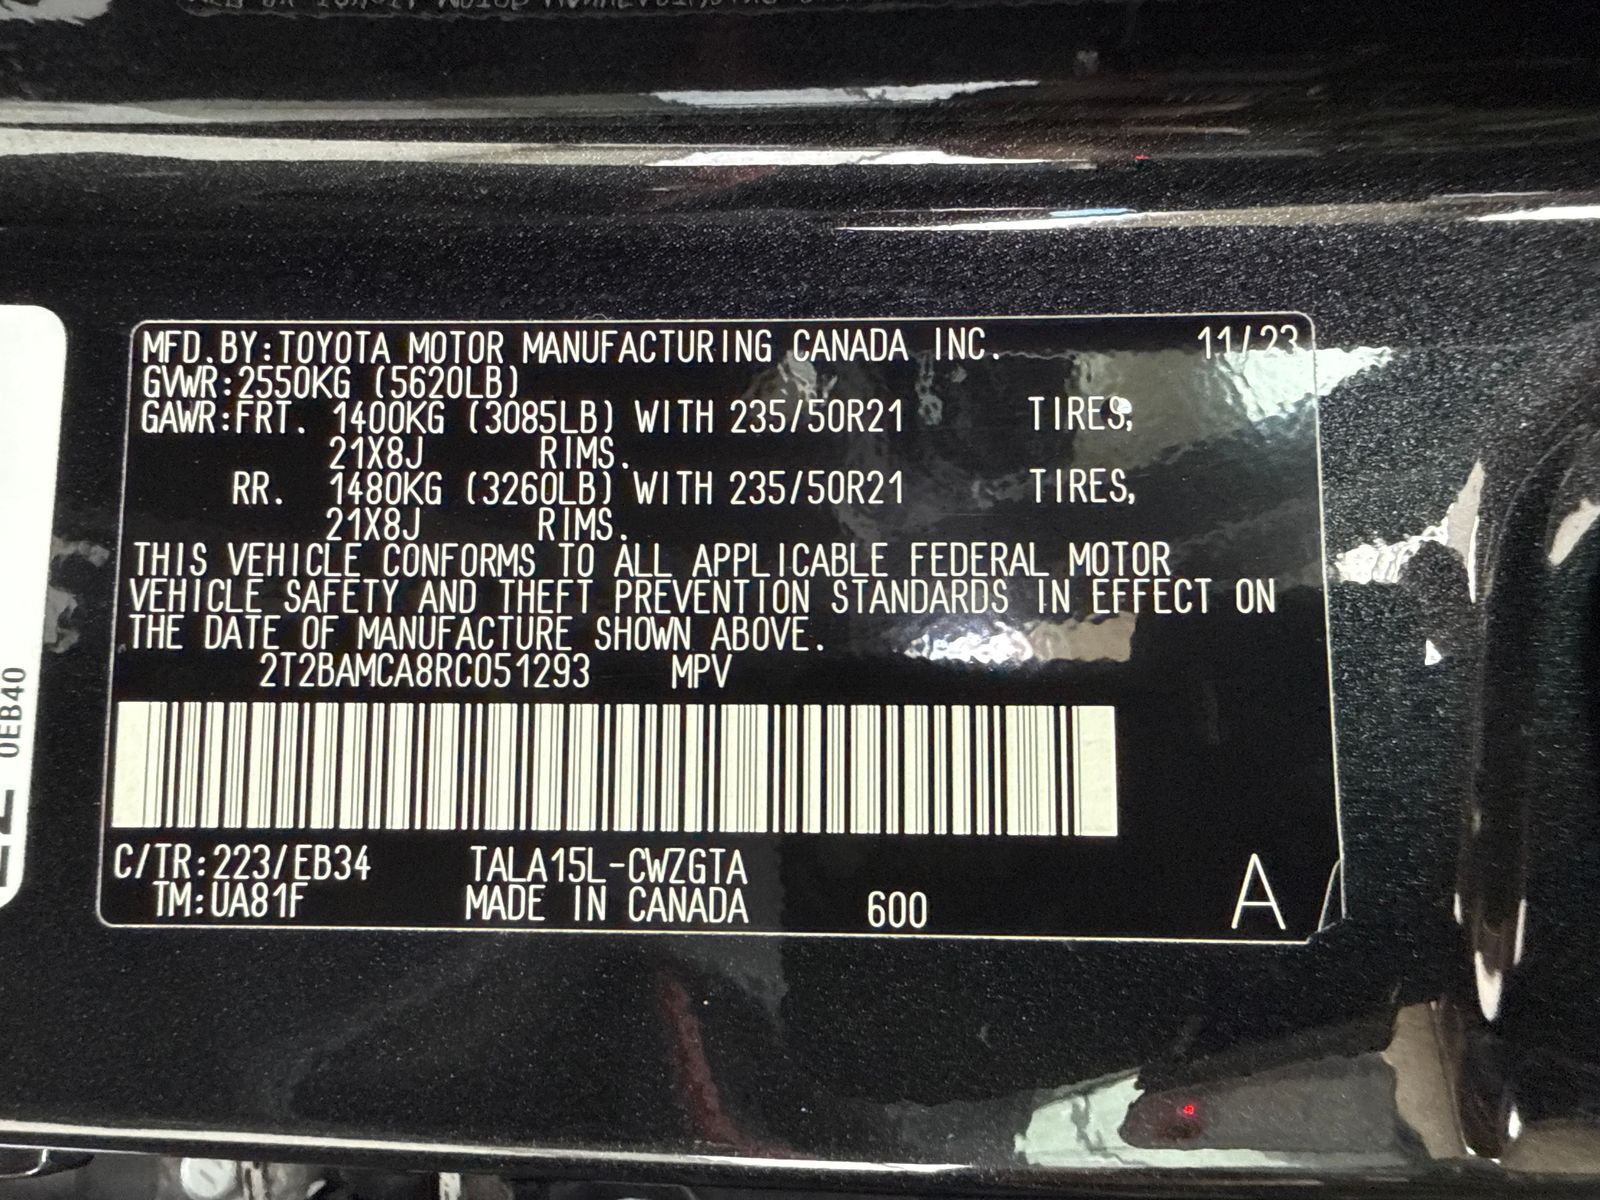 MFD.BY:TOYOTA MOTOR MANUFACTURING CANADA INC. 11/23
GVWR:2550KG (5620LB)
GAWR:FRT. 1400KG (3085LB) WITH 235/50R21 TIRES,
21X8J RIMS.
RR. 1480KG (3260LB) WITH 235/50R21 TIRES,
21X8J RIMS.
THIS VEHICLE CONFORMS TO ALL APPLICABLE FEDERAL MOTOR
VEHICLE SAFETY AND THEFT PREVENTION STANDARDS IN EFFECT ON
THE DATE OF MANUFACTURE SHOWN ABOVE.
2T2BAMCA8RC051293 MPV
C/TR:223/EB34 TALA15L-CWZGTA
TM:UA81F MADE IN CANADA 600 A
0EB40